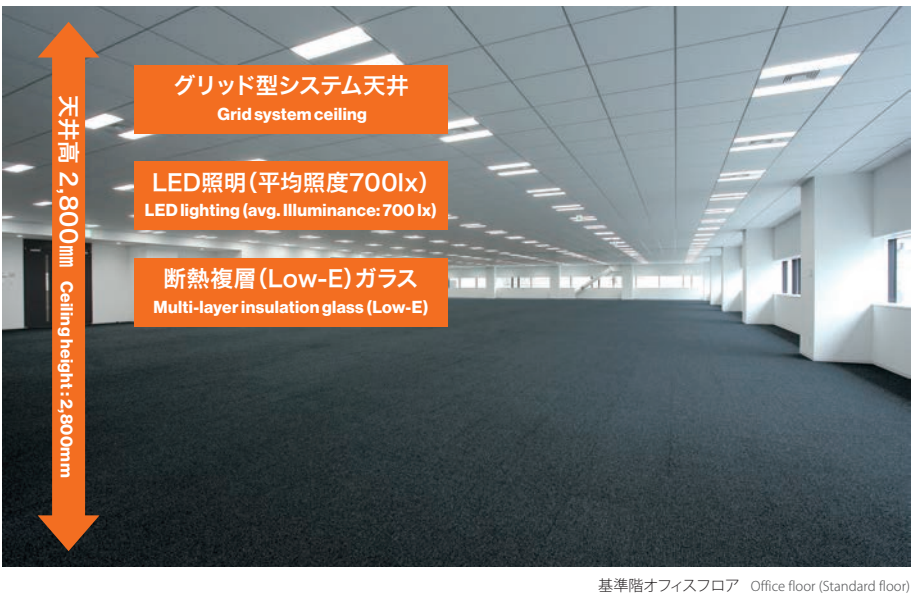 天井高 2,800㎜ Ceiling height: 2,800mm
グリッド型システム天井
Grid system ceiling
LED照明（平均照度700lx）
LED lighting (avg. Illuminance: 700 lx)
断熱複層（Low-E）ガラス
Multi-layer insulation glass (Low-E)
基準階オフィスフロア Office floor (Standard floor)